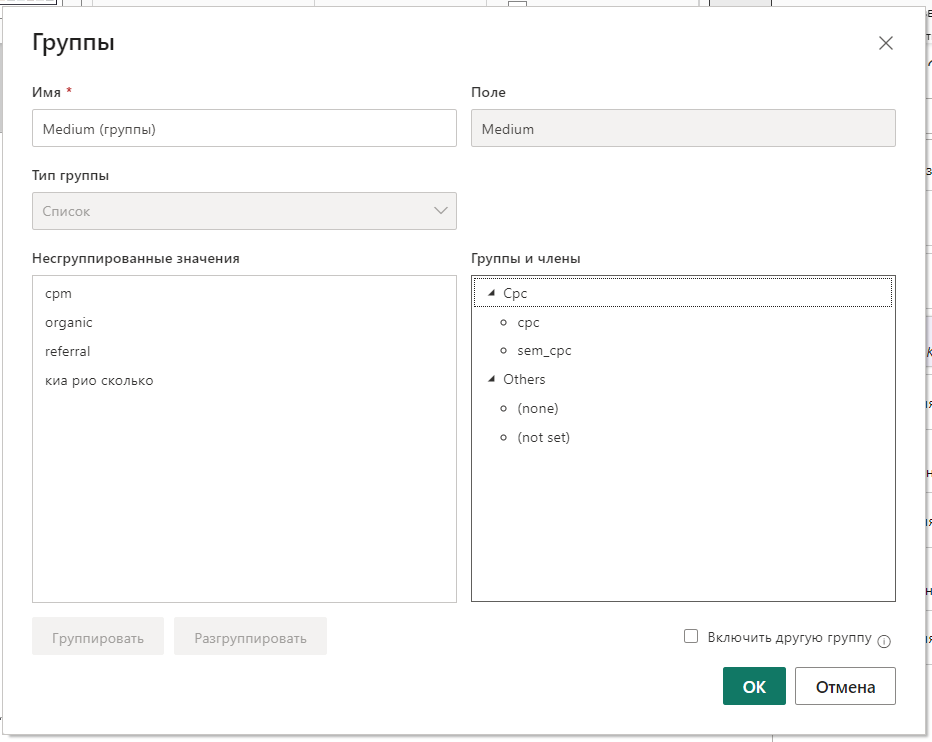 Группы
Имя *
Поле
Medium (группы)
Medium
Тип группы
Список
Несгруппированные значения
Группы и члены
cpm
organic
referral
киа рио сколько
Cpc
cpc
sem_cpc
Others
(none)
(not set)
Группировать
Разгруппировать
Включить другую группу
ОК
Отмена